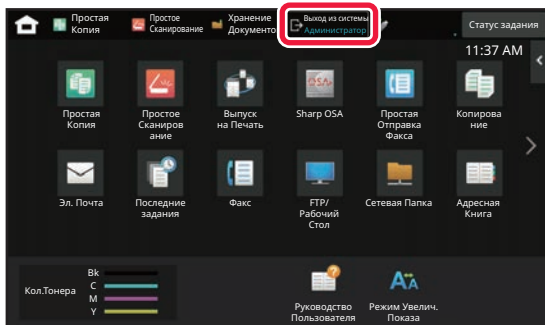 Простая
Копия
Простое
Сканирование
Хранение
Документо
Выход из системы
Администратор
Статус задания
11:37 AM
Простая
Копия
Простое
Сканиров
ание
Выпуск
на Печать
Sharp OSA
Простая
Отправка
Факса
Копирова
ние
Эл. Почта
Последние
задания
Факс
FTP/
Рабочий
Стол
Сетевая Папка
Адресная
Книга
Кол.Тонера
Bk
C
M
Y
Руководство
Пользователя
Режим Увелич.
Показа